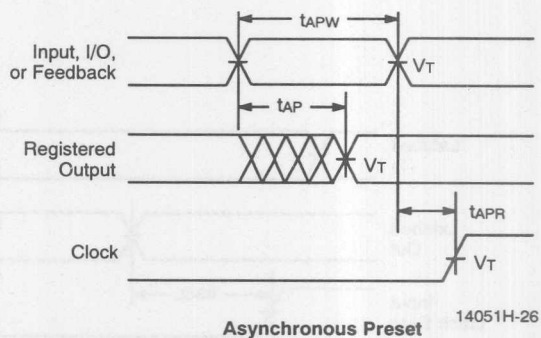 tAPW
Input, I/O,
or Feedback
VT
tAP
Registered
Output
VT
tAPR
Clock
VT
14051H-26
Asynchronous Preset